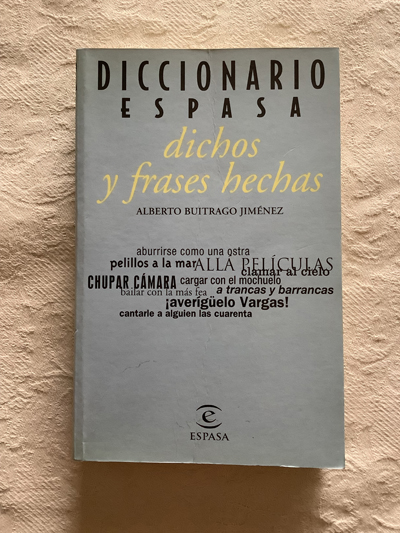 DICCIONARIO
ESPASA
dichos
y frases hechas
ALBERTO BUITRAGO JIMÉNEZ
aburrirse como una ostra
pelillos a la mar ALLÁ PELÍCULAS
clamar al cielo
CHUPAR CÁMARA cargar con el mochuelo
bailar con la más fea a trancas y barrancas
¡averigüelo Vargas!
cantarle a alguien las cuarenta
e
ESPASA